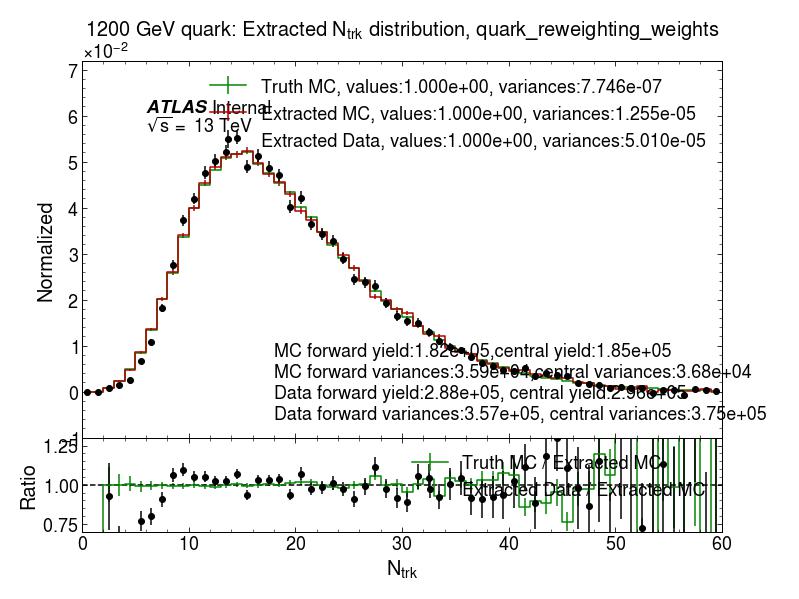 1200 GeV quark: Extracted N_trk distribution, quark_reweighting_weights
×10⁻²
7
Truth MC, values:1.000e+00, variances:7.746e-07
ATLAS Internal
Extracted MC, values:1.000e+00, variances:1.255e-05
√s = 13 TeV
Extracted Data, values:1.000e+00, variances:5.010e-05
6
5
4
3
2
1
0
-1
Normalized
MC forward yield:1.82e+05,central yield:1.85e+05
MC forward variances:3.59e+04,central variances:3.68e+04
Data forward yield:2.88e+05, central yield:2.96e+05
Data forward variances:3.57e+05, central variances:3.75e+05
1.25
1.00
0.75
Ratio
Truth MC / Extracted MC
Extracted Data / Extracted MC
0 10 20 30 40 50 60
N_trk